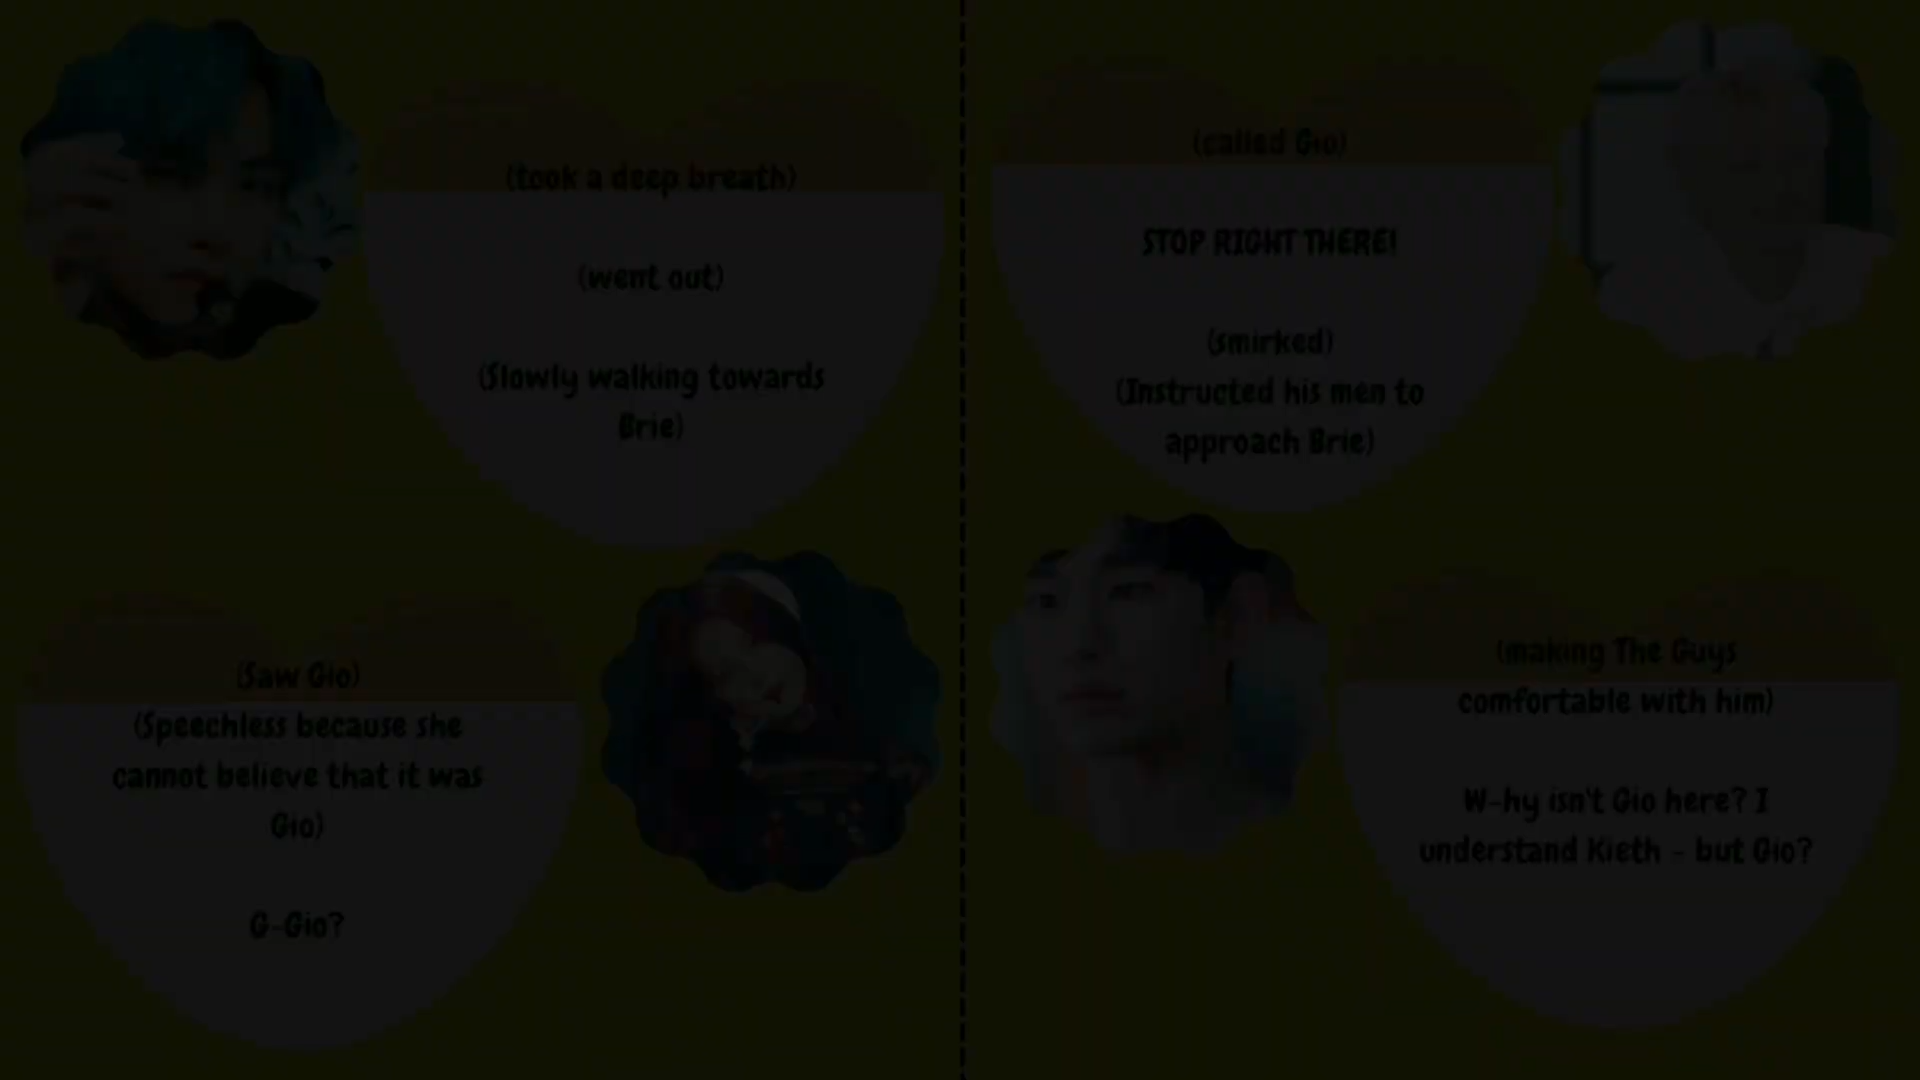 (took a deep breath)
(went out)
(Slowly walking towards
Brie)
(Saw Gio)
(Speechless because she
cannot believe that it was
Gio)
G-Gio?
(called Gio)
STOP RIGHT THERE!
(smirked)
(Instructed his men to
approach Brie)
(making The Guys
comfortable with him)
W-hy isn't Gio here? I
understand Kieth - but Gio?